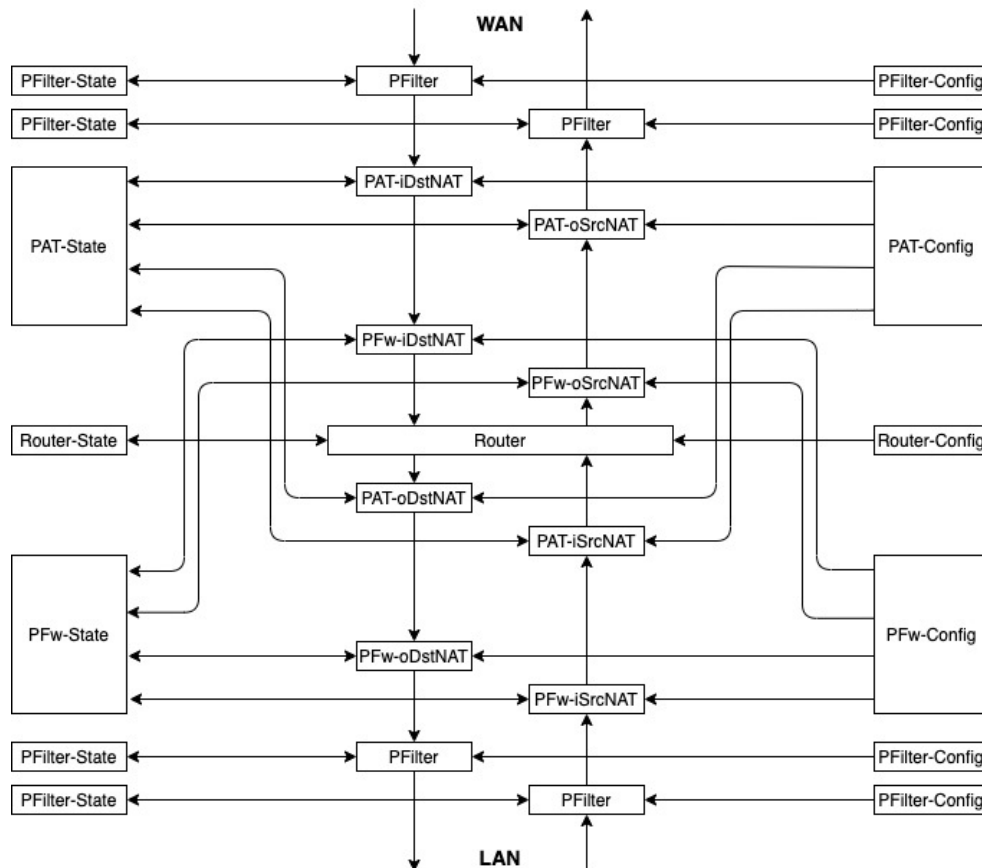 WAN
PFilter-State
PFilter
PFilter-Config
PFilter-State
PFilter
PFilter-Config
PAT-iDstNAT
PAT-oSrcNAT
PAT-State
PAT-Config
PFw-iDstNAT
PFw-oSrcNAT
Router-State
Router
Router-Config
PAT-oDstNAT
PAT-iSrcNAT
PFw-State
PFw-Config
PFw-oDstNAT
PFw-iSrcNAT
PFilter-State
PFilter
PFilter-Config
PFilter-State
PFilter
PFilter-Config
LAN